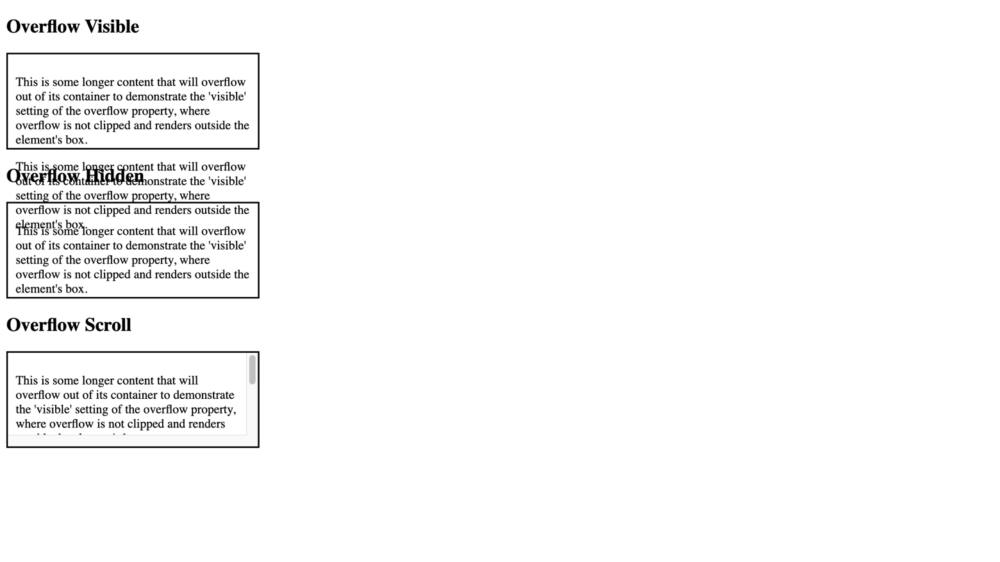 Overflow Visible
This is some longer content that will overflow
out of its container to demonstrate the 'visible'
setting of the overflow property, where
overflow is not clipped and renders outside the
element's box.
This is some longer content that will overflow
Overflow Hidden
out of its container to demonstrate the 'visible'
setting of the overflow property, where
overflow is not clipped and renders outside the
element's box.
This is some longer content that will overflow
out of its container to demonstrate the 'visible'
setting of the overflow property, where
overflow is not clipped and renders outside the
element's box.
Overflow Scroll
This is some longer content that will
overflow out of its container to demonstrate
the 'visible' setting of the overflow property,
where overflow is not clipped and renders